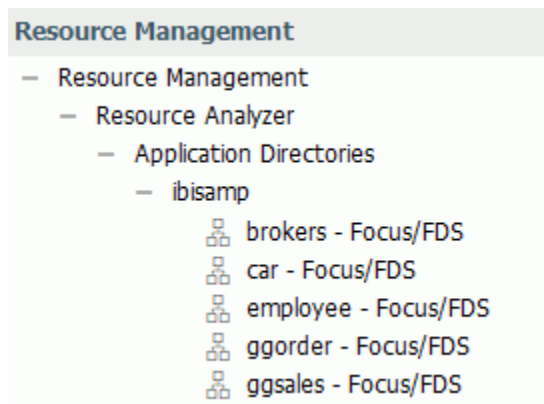 Resource Management
Resource Management
Resource Analyzer
Application Directories
ibisamp
brokers - Focus/FDS
car - Focus/FDS
employee - Focus/FDS
ggorder - Focus/FDS
ggsales - Focus/FDS